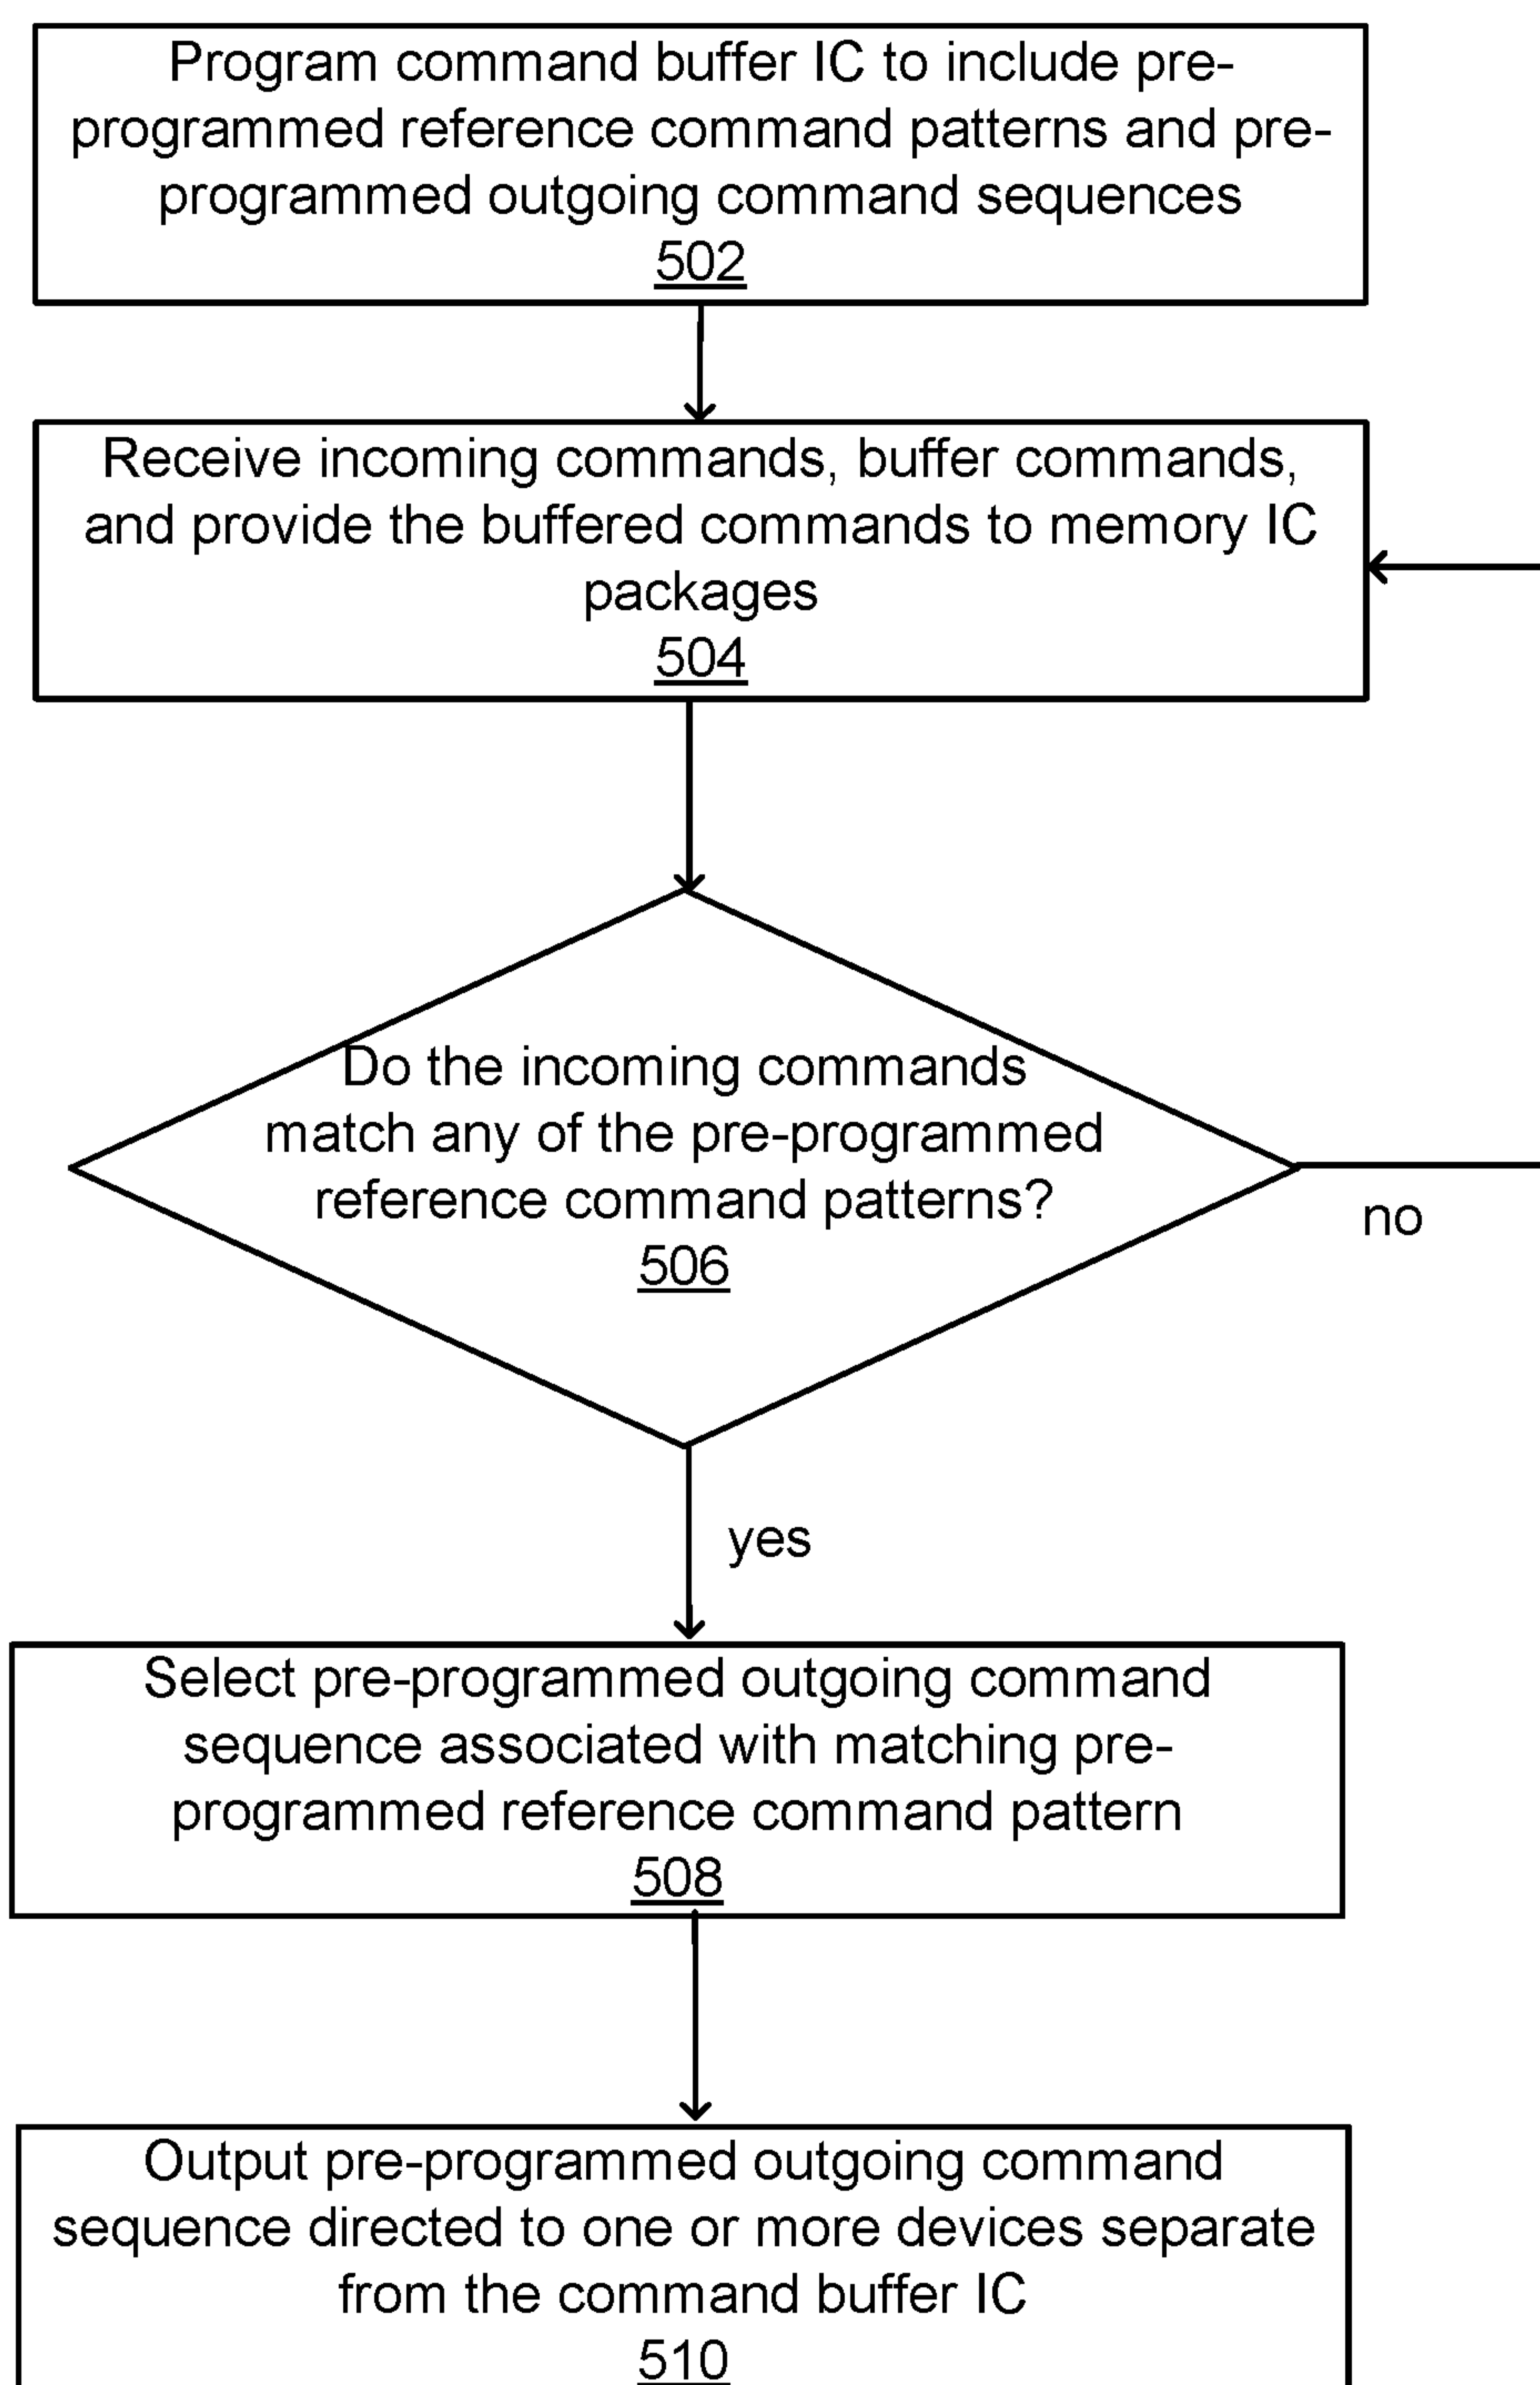 Program command buffer IC to include pre-
programmed reference command patterns and pre-
programmed outgoing command sequences
502
Receive incoming commands, buffer commands,
and provide the buffered commands to memory IC
packages
504
Do the incoming commands
match any of the pre-programmed
reference command patterns?
506
no
yes
Select pre-programmed outgoing command
sequence associated with matching pre-
programmed reference command pattern
508
Output pre-programmed outgoing command
sequence directed to one or more devices separate
from the command buffer IC
510